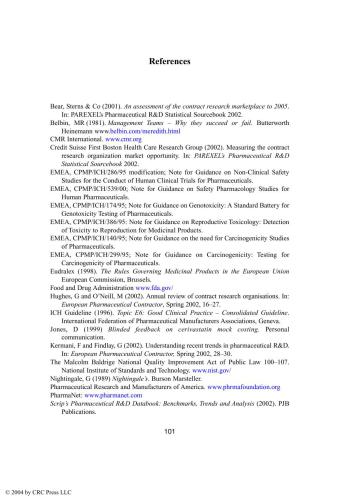 References
Bear, Sterns & Co (2001). An assessment of the contract research marketplace to 2005.
In: PAREXEL's Pharmaceutical R&D Statistical Sourcebook 2002.
Belbin, MR (1981). Management Teams – Why they succeed or fail. Butterworth
Heinemann www.belbin.com/meredith.html
CMR International. www.cmr.org
Credit Suisse First Boston Health Care Research Group (2002). Measuring the contract
research organization market opportunity. In: PAREXEL's Pharmaceutical R&D
Statistical Sourcebook 2002.
EMEA, CPMP/ICH/286/95 modification; Note for Guidance on Non-Clinical Safety
Studies for the Conduct of Human Clinical Trials for Pharmaceuticals.
EMEA, CPMP/ICH/539/00; Note for Guidance on Safety Pharmacology Studies for
Human Pharmaceuticals.
EMEA, CPMP/ICH/174/95; Note for Guidance on Genotoxicity: A Standard Battery for
Genotoxicity Testing of Pharmaceuticals.
EMEA, CPMP/ICH/386/95: Note for Guidance on Reproductive Toxicology: Detection
of Toxicity to Reproduction for Medicinal Products.
EMEA, CPMP/ICH/140/95; Note for Guidance on the need for Carcinogenicity Studies
of Pharmaceuticals.
EMEA, CPMP/ICH/299/95; Note for Guidance on Carcinogenicity: Testing for
Carcinogenicity of Pharmaceuticals.
Eudralex (1998). The Rules Governing Medicinal Products in the European Union
European Commission, Brussels.
Food and Drug Administration www.fda.gov/
Hughes, G and O'Neill, M (2002). Annual review of contract research organisations. In:
European Pharmaceutical Contractor, Spring 2002, 16–27.
ICH Guideline (1996). Topic E6: Good Clinical Practice – Consolidated Guideline.
International Federation of Pharmaceutical Manufacturers Associations, Geneva.
Jones, D (1999) Blinded feedback on cerivastatin mock costing. Personal
communication.
Kermani, F and Findlay, G (2002). Understanding recent trends in pharmaceutical R&D.
In: European Pharmaceutical Contractor, Spring 2002, 28–30.
The Malcolm Baldrige National Quality Improvement Act of Public Law 100–107.
National Institute of Standards and Technology. www.nist.gov/
Nightingale, G (1989) Nightingale's. Burson Marsteller.
Pharmaceutical Research and Manufacturers of America. www.phrmafoundation.org
PharmaNet: www.pharmanet.com
Scrip's Pharmaceutical R&D Databook: Benchmarks, Trends and Analysis (2002). PJB
Publications.
101
© 2004 by CRC Press LLC